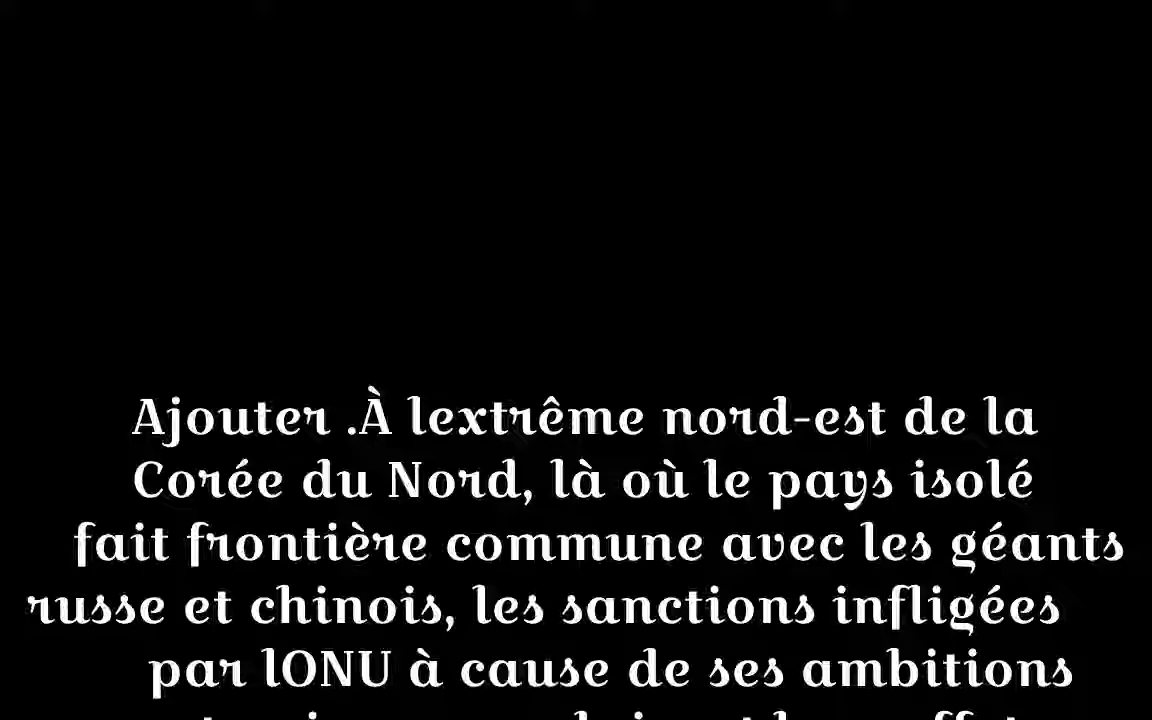 Ajouter .À lextrême nord-est de la
Corée du Nord, là où le pays isolé
fait frontière commune avec les géants
russe et chinois, les sanctions infligées
par lONU à cause de ses ambitions